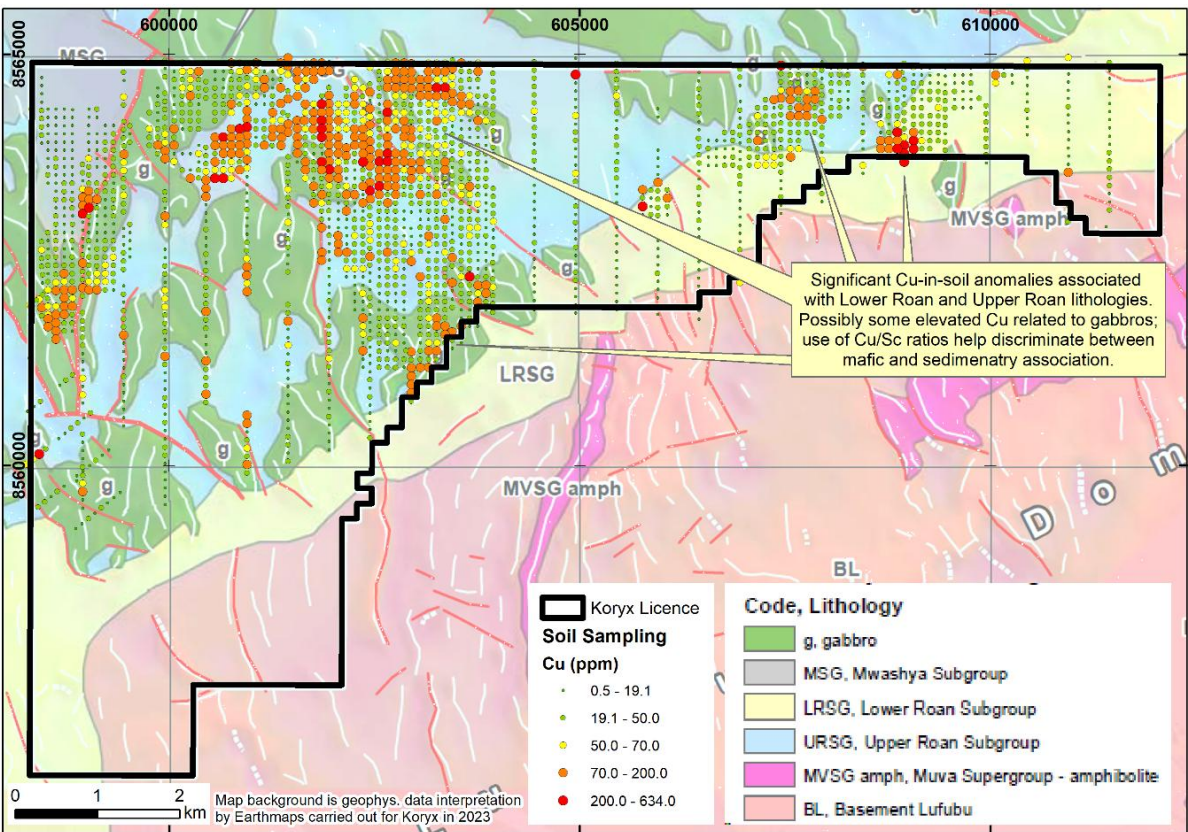 600000
605000
610000
8565000
8560000
MSG
g
g
g
g
g
g
g
g
g
g
g
g
g
MVSG amph
Significant Cu-in-soil anomalies associated
with Lower Roan and Upper Roan lithologies.
Possibly some elevated Cu related to gabbros;
use of Cu/Sc ratios help discriminate between
mafic and sedimenatry association.
LRSG
MVSG amph
D o m
BL
Koryx Licence
Soil Sampling
Cu (ppm)
0.5 - 19.1
19.1 - 50.0
50.0 - 70.0
70.0 - 200.0
200.0 - 634.0
Code, Lithology
g, gabbro
MSG, Mwashya Subgroup
LRSG, Lower Roan Subgroup
URSG, Upper Roan Subgroup
MVSG amph, Muva Supergroup - amphibolite
BL, Basement Lufubu
0 1 2
km
Map background is geophys. data interpretation
by Earthmaps carried out for Koryx in 2023